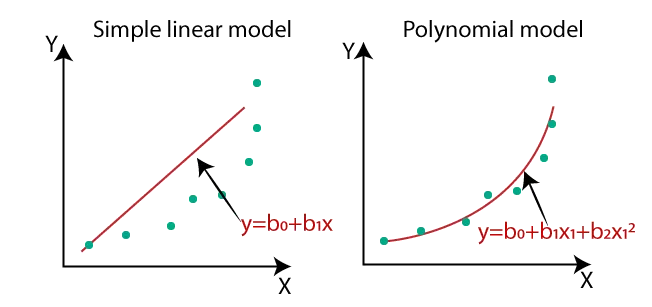 Simple linear model
Y
y=b₀+b₁x
X
Polynomial model
Y
y=b₀+b₁x₁+b₂x₁²
X